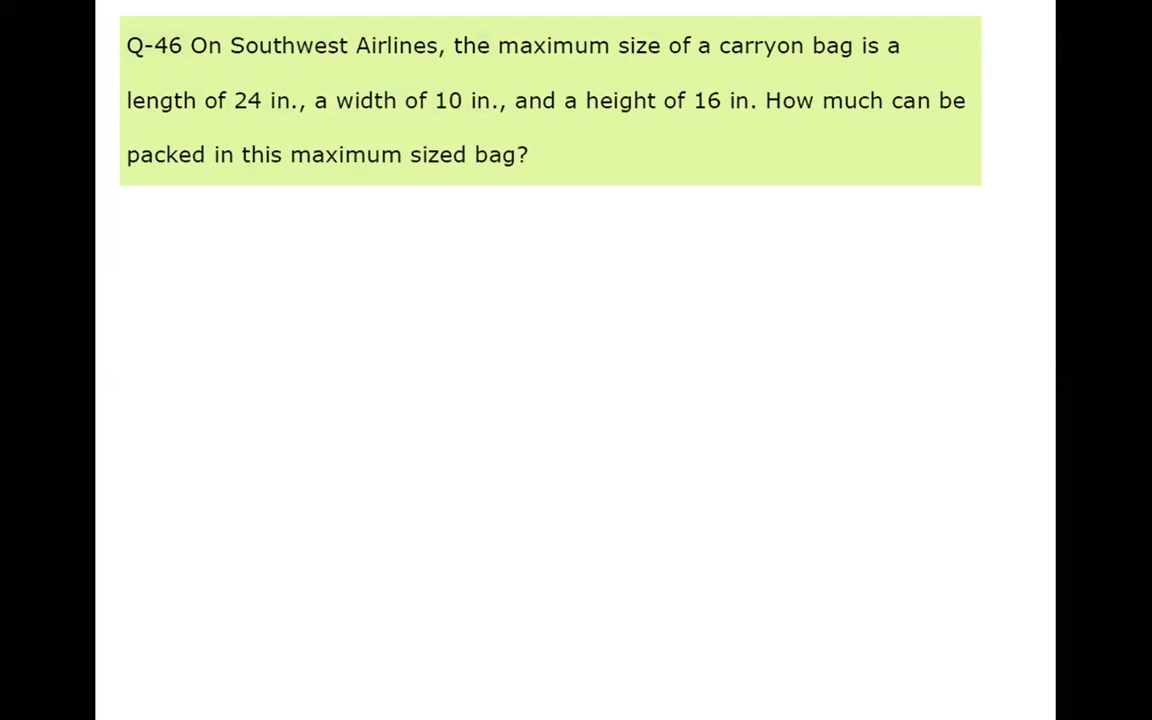 Q-46 On Southwest Airlines, the maximum size of a carryon bag is a
length of 24 in., a width of 10 in., and a height of 16 in. How much can be
packed in this maximum sized bag?